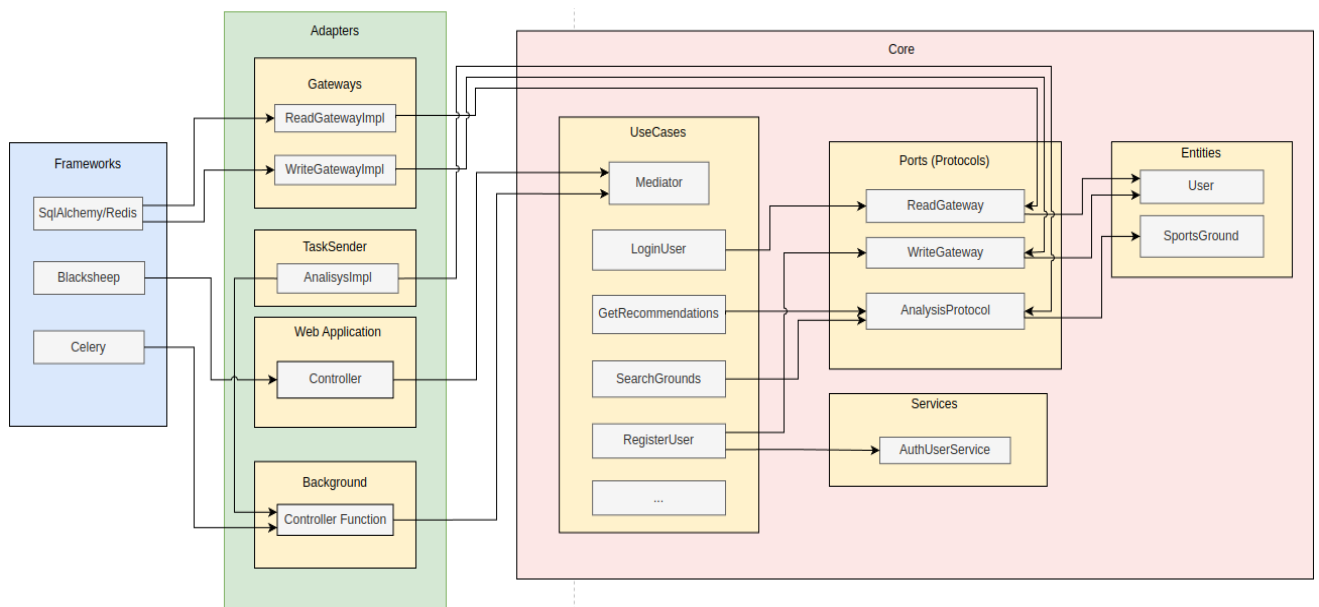 Frameworks
SqlAlchemy/Redis
Blacksheep
Celery
Adapters
Gateways
ReadGatewayImpl
WriteGatewayImpl
TaskSender
AnalisysImpl
Web Application
Controller
Background
Controller Function
Core
UseCases
Mediator
LoginUser
GetRecommendations
SearchGrounds
RegisterUser
...
Ports (Protocols)
ReadGateway
WriteGateway
AnalysisProtocol
Services
AuthUserService
Entities
User
SportsGround